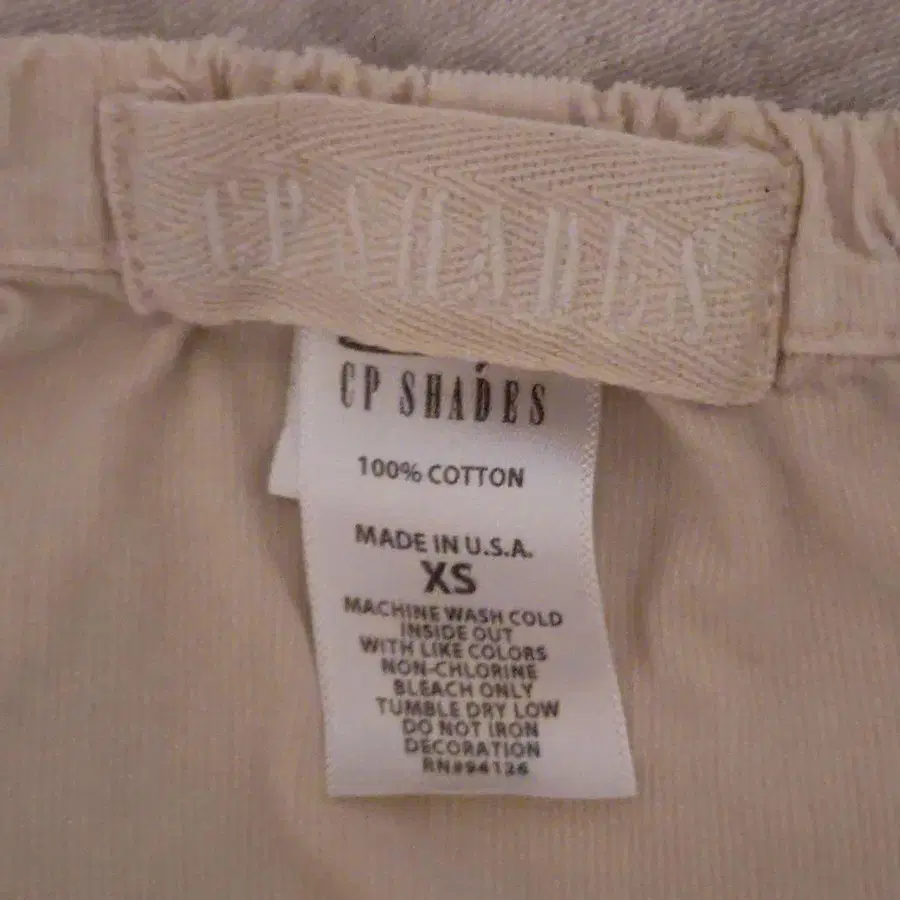 CP SHADES
CP SHADES
100% COTTON
MADE IN U.S.A.
XS
MACHINE WASH COLD
INSIDE OUT
WITH LIKE COLORS
NON-CHLORINE
BLEACH ONLY
TUMBLE DRY LOW
DO NOT IRON
DECORATION
RN#94126